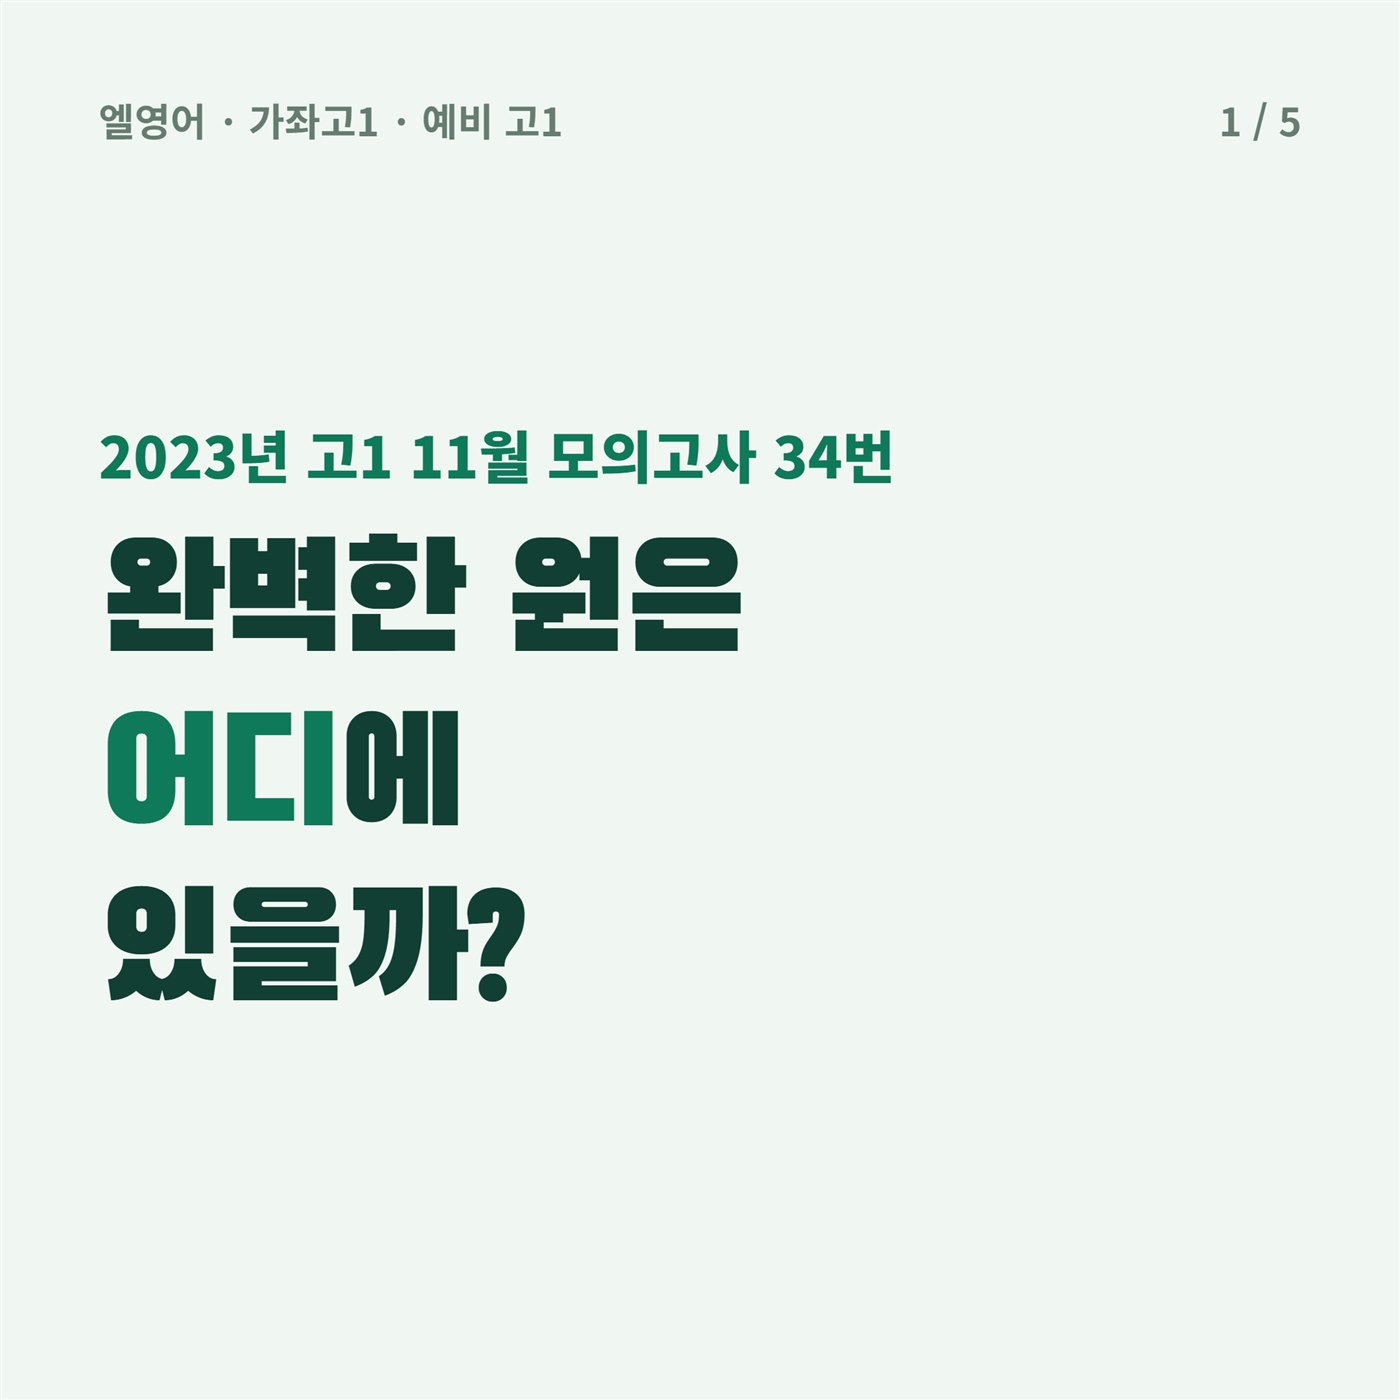 엘영어 · 가좌고1 · 예비 고1
1 / 5
2023년 고1 11월 모의고사 34번
완벽한 원은
어디에
있을까?